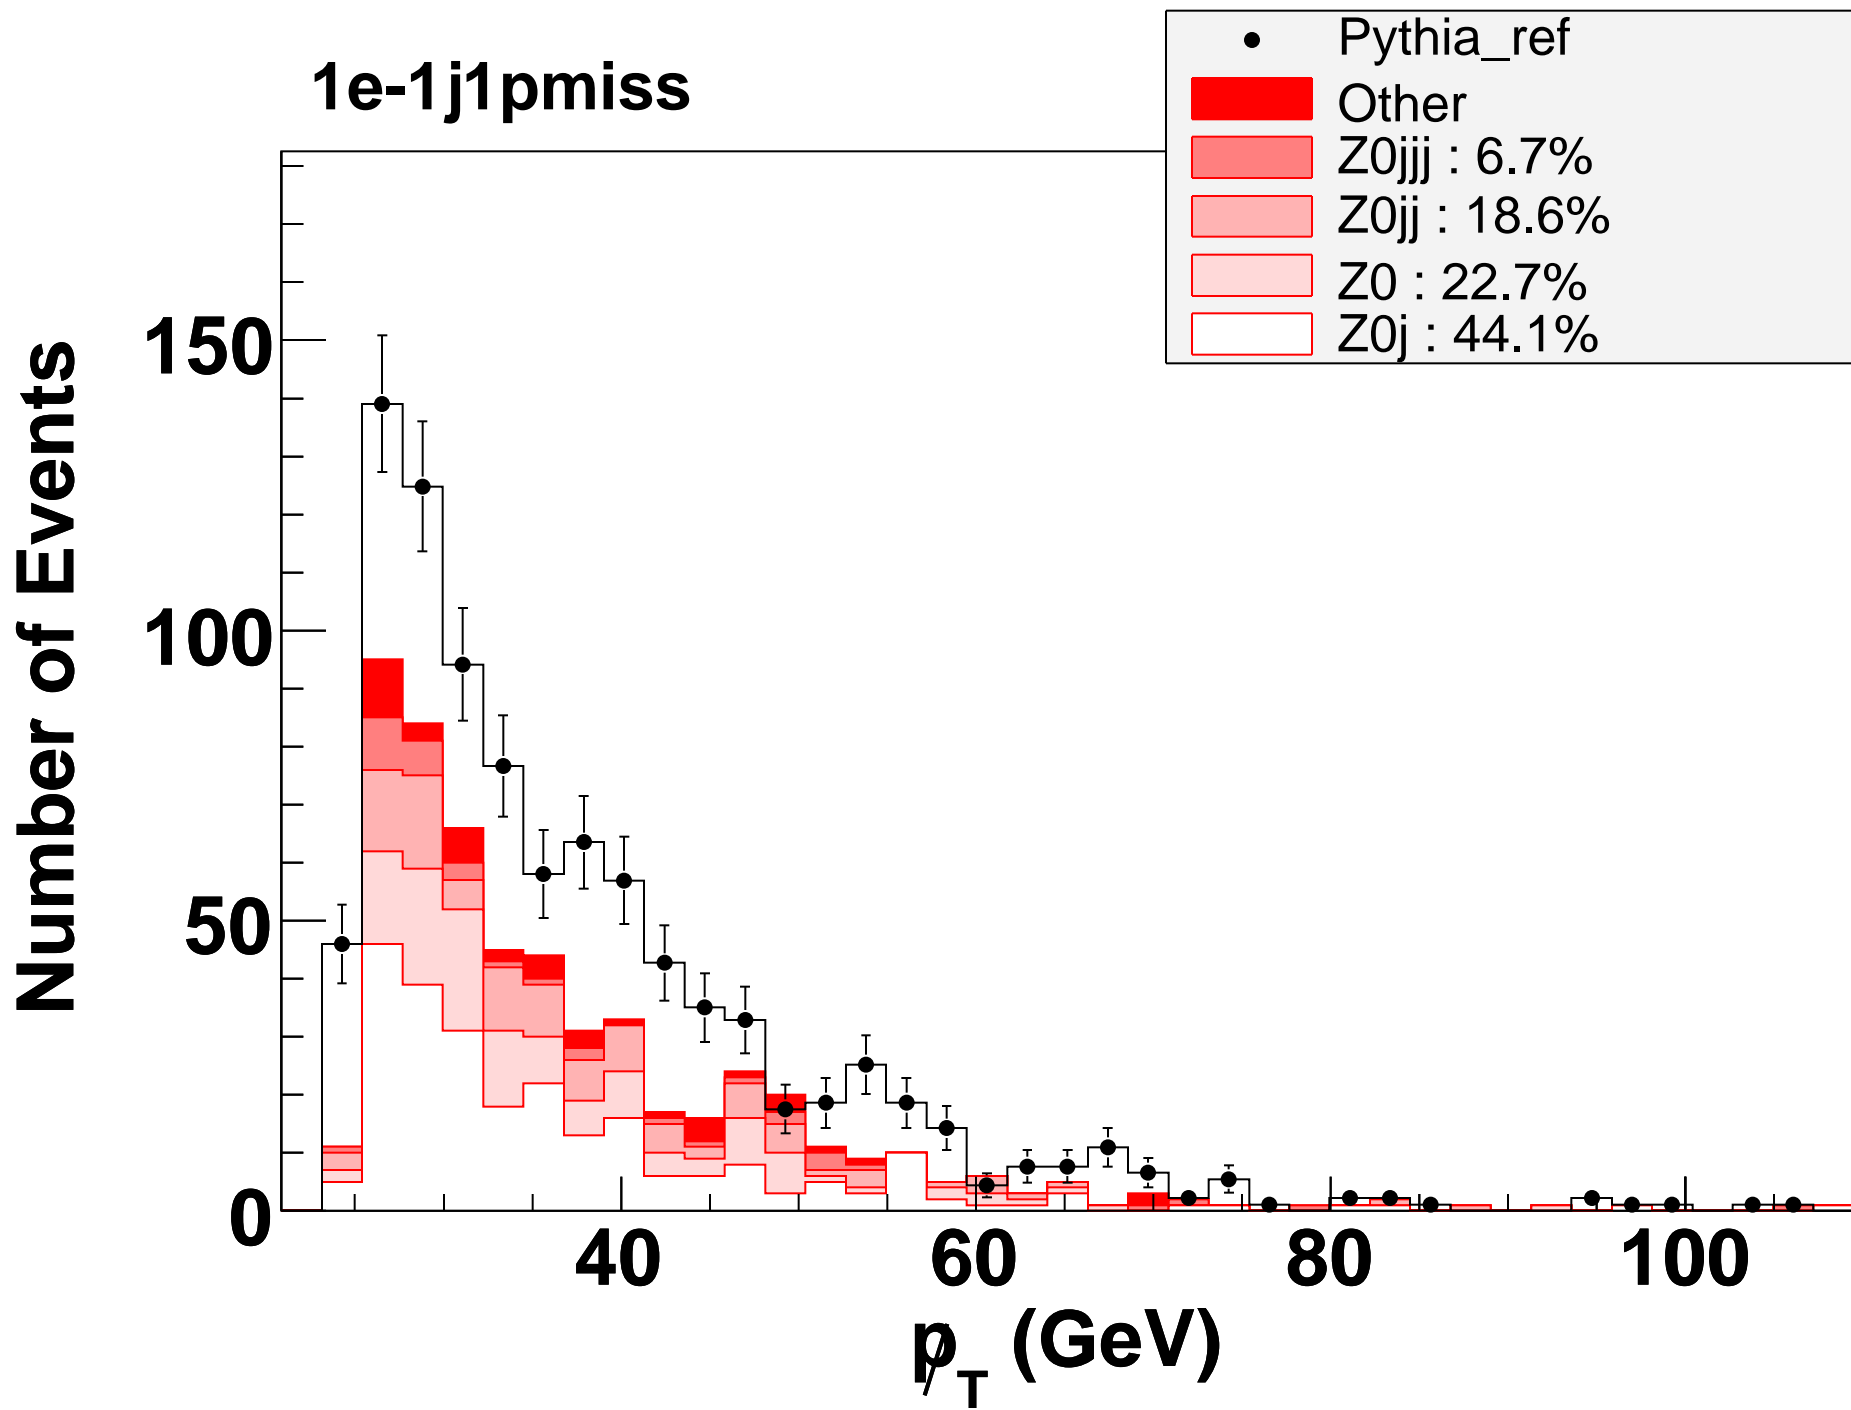 1e-1j1pmiss
Pythia_ref
Other
Z0jjj : 6.7%
Z0jj : 18.6%
Z0 : 22.7%
Z0j : 44.1%
Number of Events
150
100
50
0
40 60 80 100
p̸T (GeV)